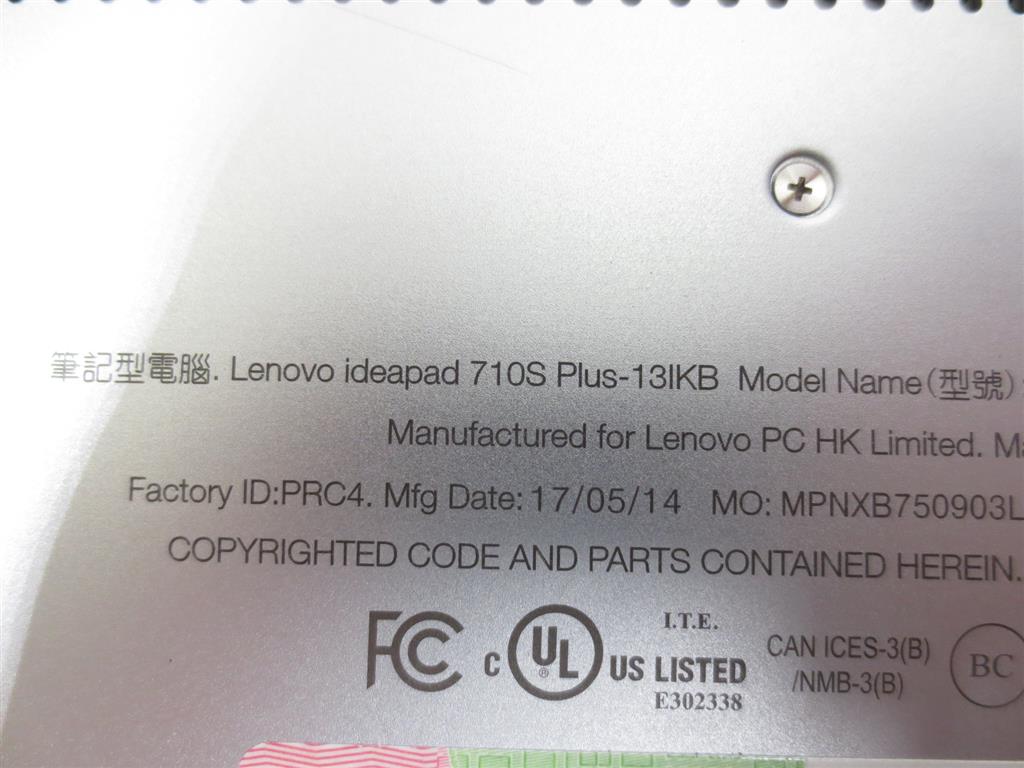 筆記型電腦. Lenovo ideapad 710S Plus-13IKB Model Name(型號)
Manufactured for Lenovo PC HK Limited.
Factory ID:PRC4. Mfg Date: 17/05/14 MO: MPNXB750903L
COPYRIGHTED CODE AND PARTS CONTAINED HEREIN.
FC
c UL ® US LISTED
I.T.E.
E302338
CAN ICES-3(B)
/NMB-3(B)
BC